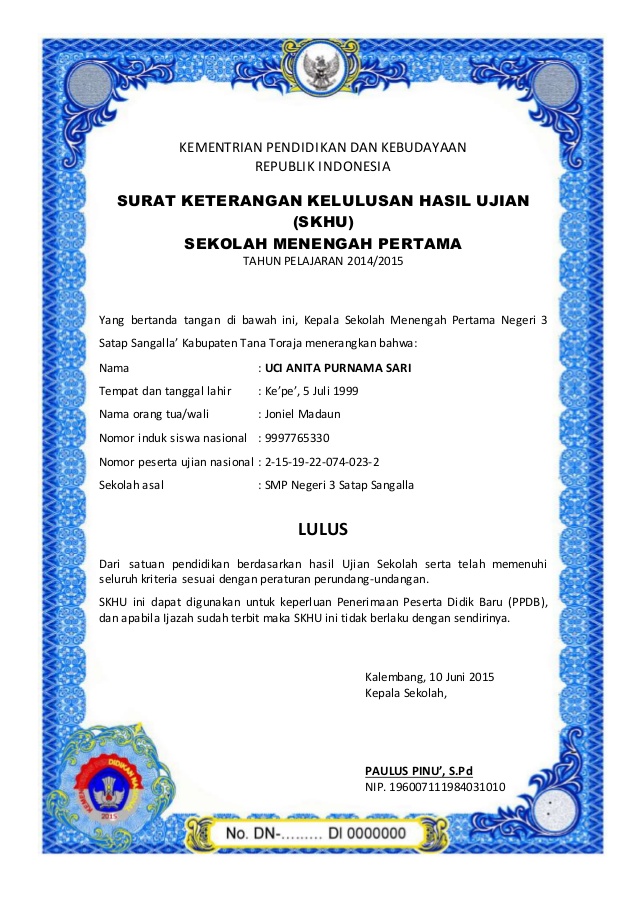 KEMENTRIAN PENDIDIKAN DAN KEBUDAYAAN
REPUBLIK INDONESIA
SURAT KETERANGAN KELULUSAN HASIL UJIAN
(SKHU)
SEKOLAH MENENGAH PERTAMA
TAHUN PELAJARAN 2014/2015
Yang bertanda tangan di bawah ini, Kepala Sekolah Menengah Pertama Negeri 3
Satap Sangalla’ Kabupaten Tana Toraja menerangkan bahwa:
Nama : UCI ANITA PURNAMA SARI
Tempat dan tanggal lahir : Ke’pe’, 5 Juli 1999
Nama orang tua/wali : Joniel Madaun
Nomor induk siswa nasional : 9997765330
Nomor peserta ujian nasional : 2-15-19-22-074-023-2
Sekolah asal : SMP Negeri 3 Satap Sangalla
LULUS
Dari satuan pendidikan berdasarkan hasil Ujian Sekolah serta telah memenuhi
seluruh kriteria sesuai dengan peraturan perundang-undangan.
SKHU ini dapat digunakan untuk keperluan Penerimaan Peserta Didik Baru (PPDB),
dan apabila Ijazah sudah terbit maka SKHU ini tidak berlaku dengan sendirinya.
Kalembang, 10 Juni 2015
Kepala Sekolah,
PAULUS PINU’, S.Pd
NIP. 196007111984031010
2015
No. DN-......... DI 0000000